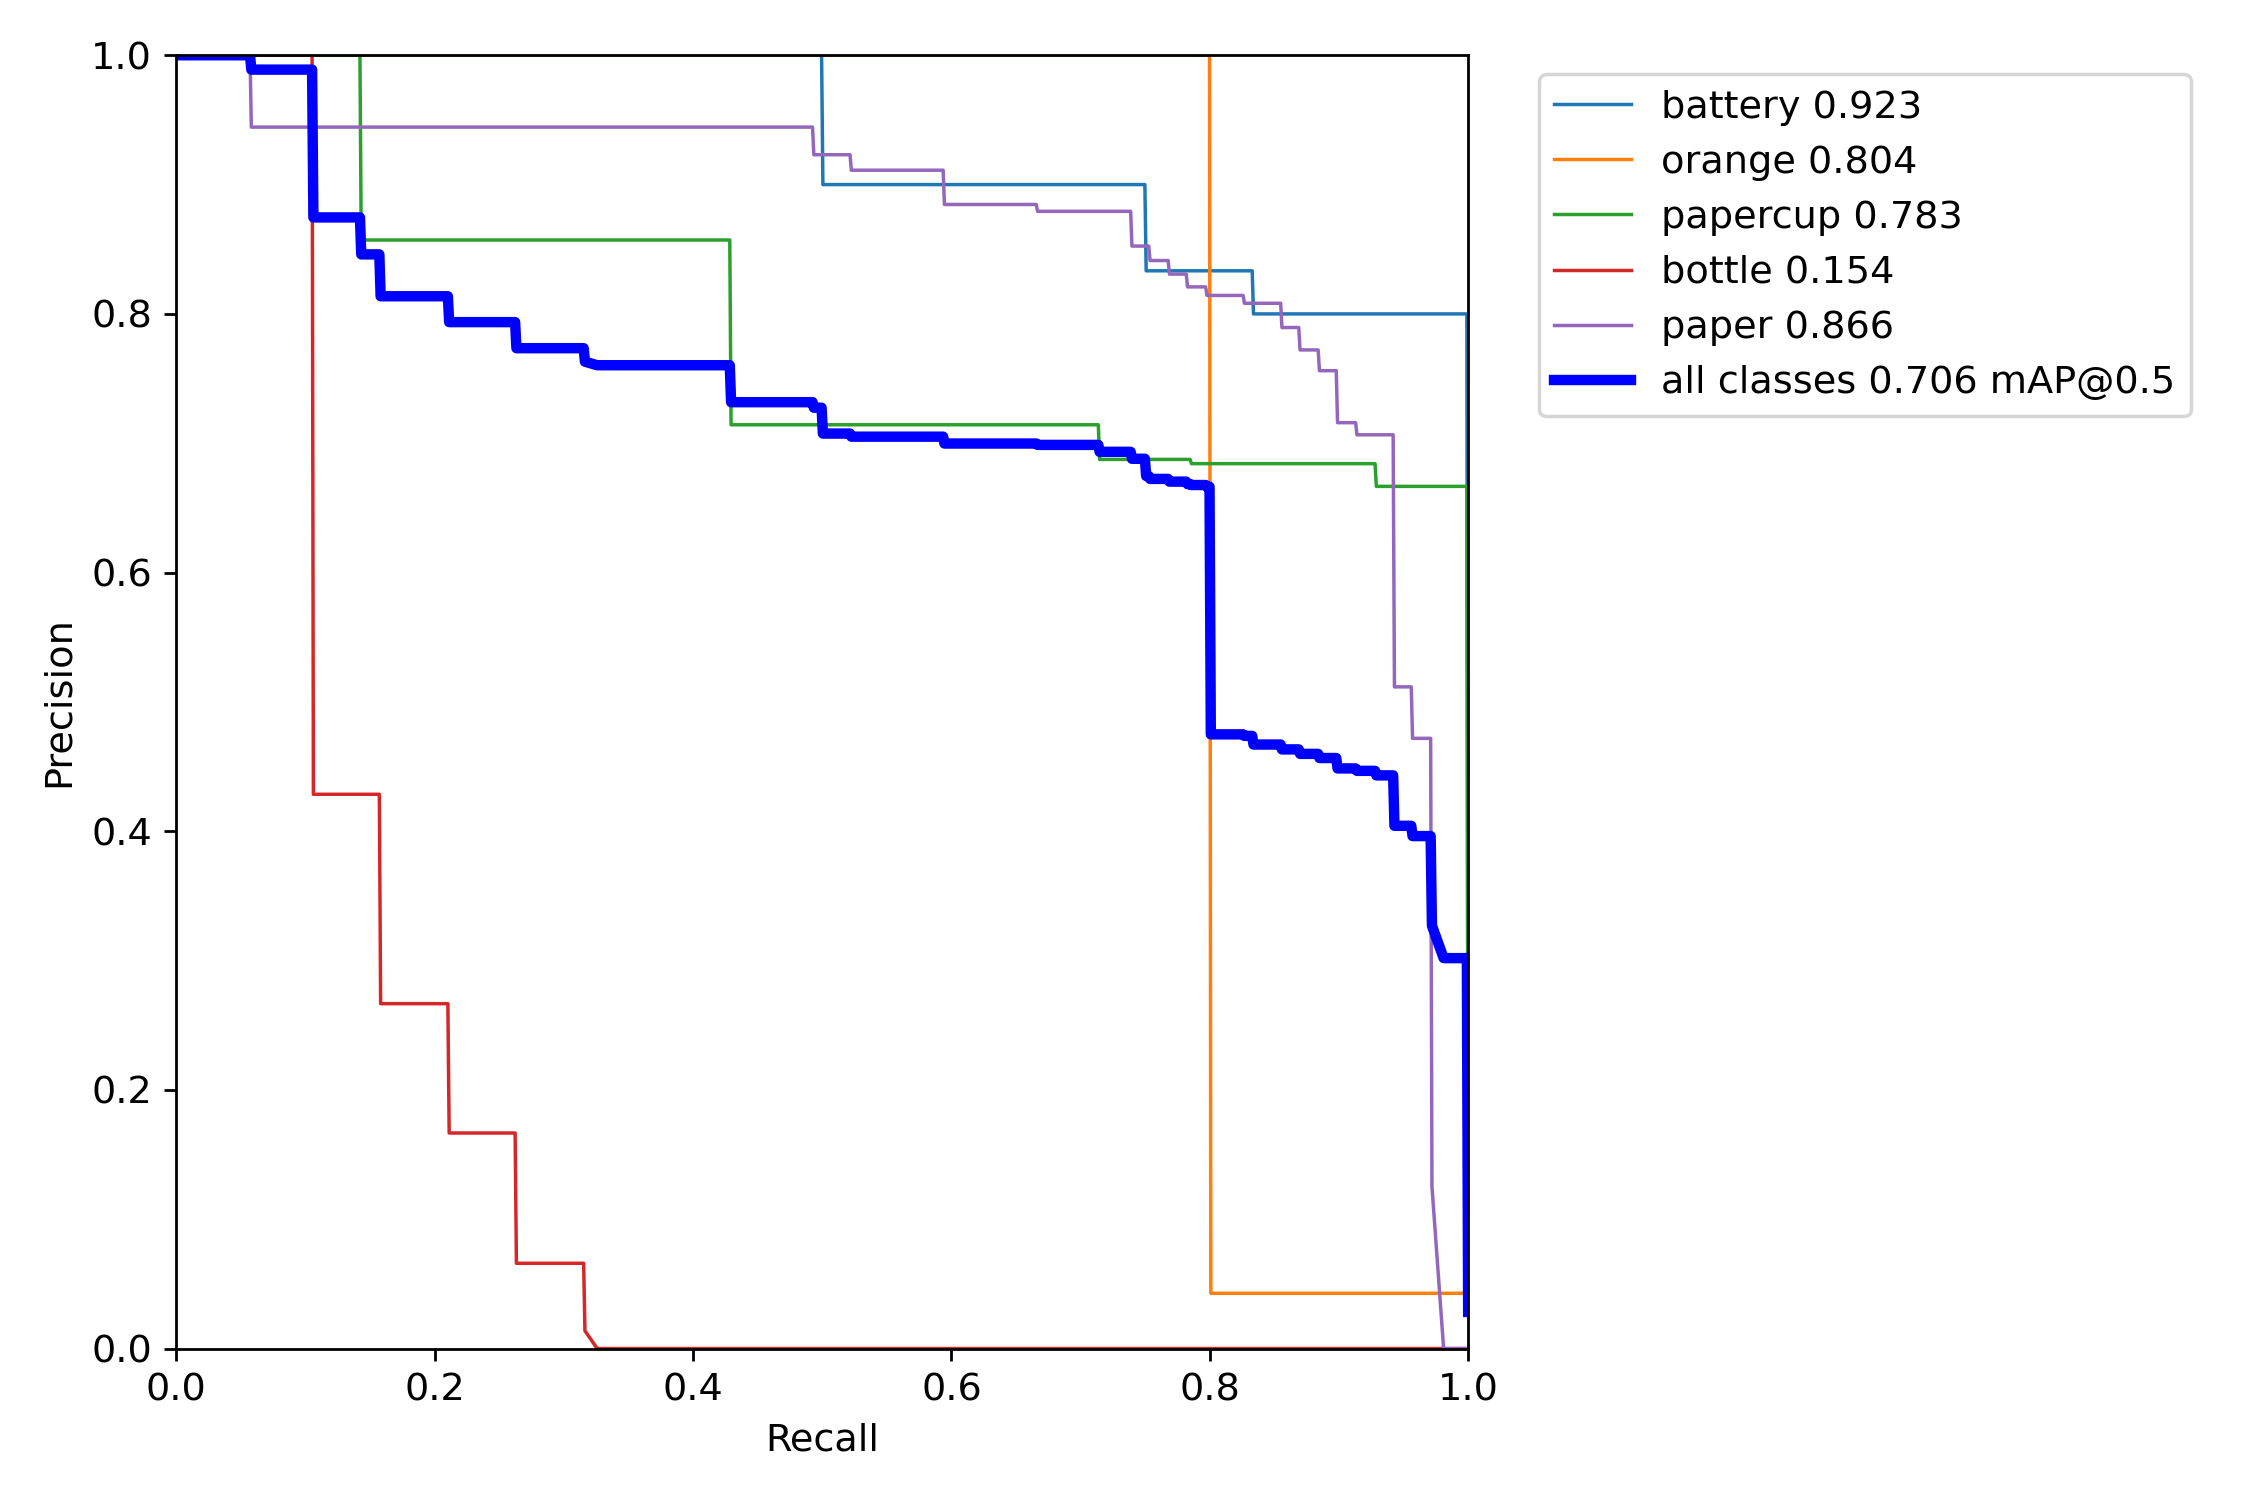 1.0
0.8
0.6
0.4
0.2
0.0
Precision
0.0 0.2 0.4 0.6 0.8 1.0
Recall
battery 0.923
orange 0.804
papercup 0.783
bottle 0.154
paper 0.866
all classes 0.706 mAP@0.5